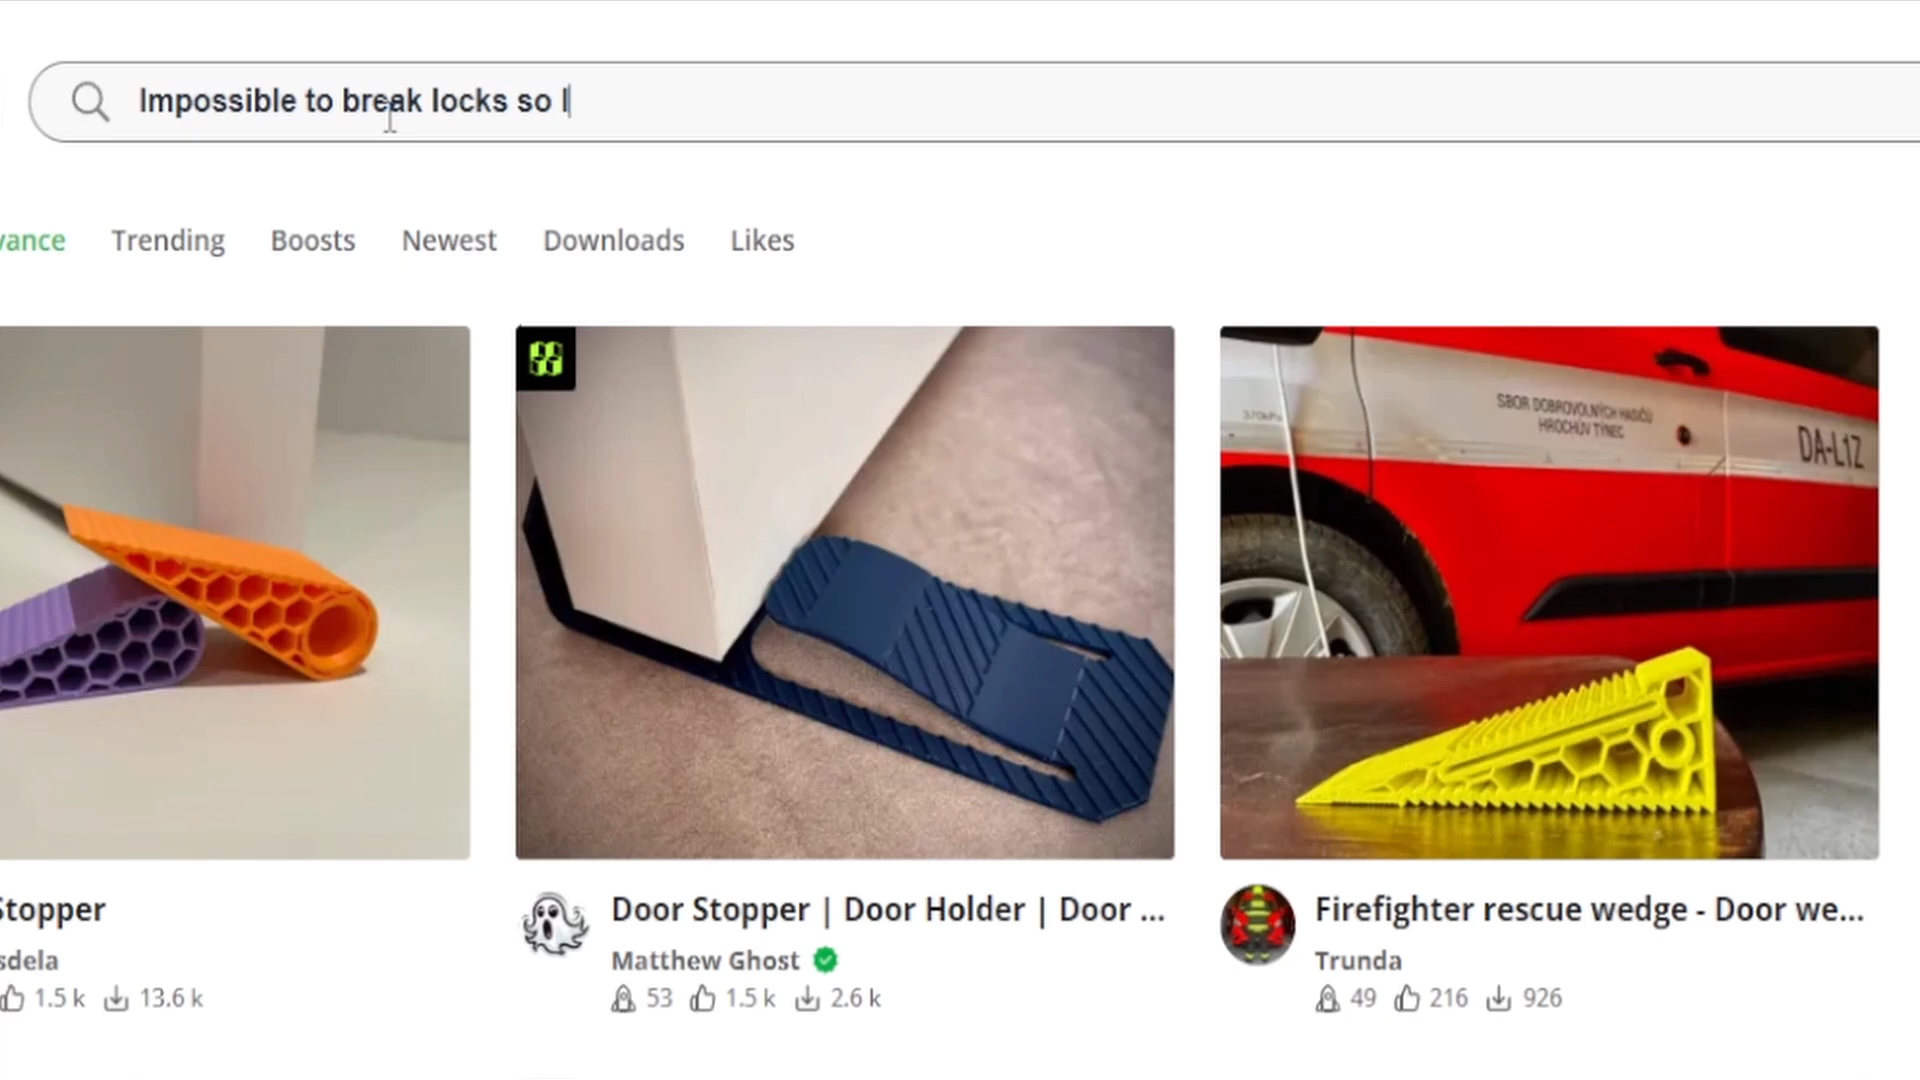 Impossible to break locks so I
vance Trending Boosts Newest Downloads Likes
370kPa
SBOR DOBROVOLNÝCH HASIČŮ
HROCHŮV TÝNEC
DA-L1Z
Stopper
Door Stopper | Door Holder | Door ...
Firefighter rescue wedge - Door we...
sdela
Matthew Ghost
Trunda
1.5 k 13.6 k
53 1.5 k 2.6 k
49 216 926